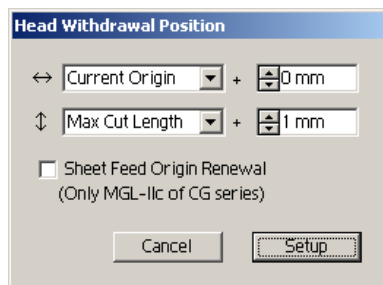 Head Withdrawal Position
↔ Current Origin + 0 mm
↕ Max Cut Length + 1 mm
Sheet Feed Origin Renewal
(Only MGL-IIc of CG series)
Cancel Setup